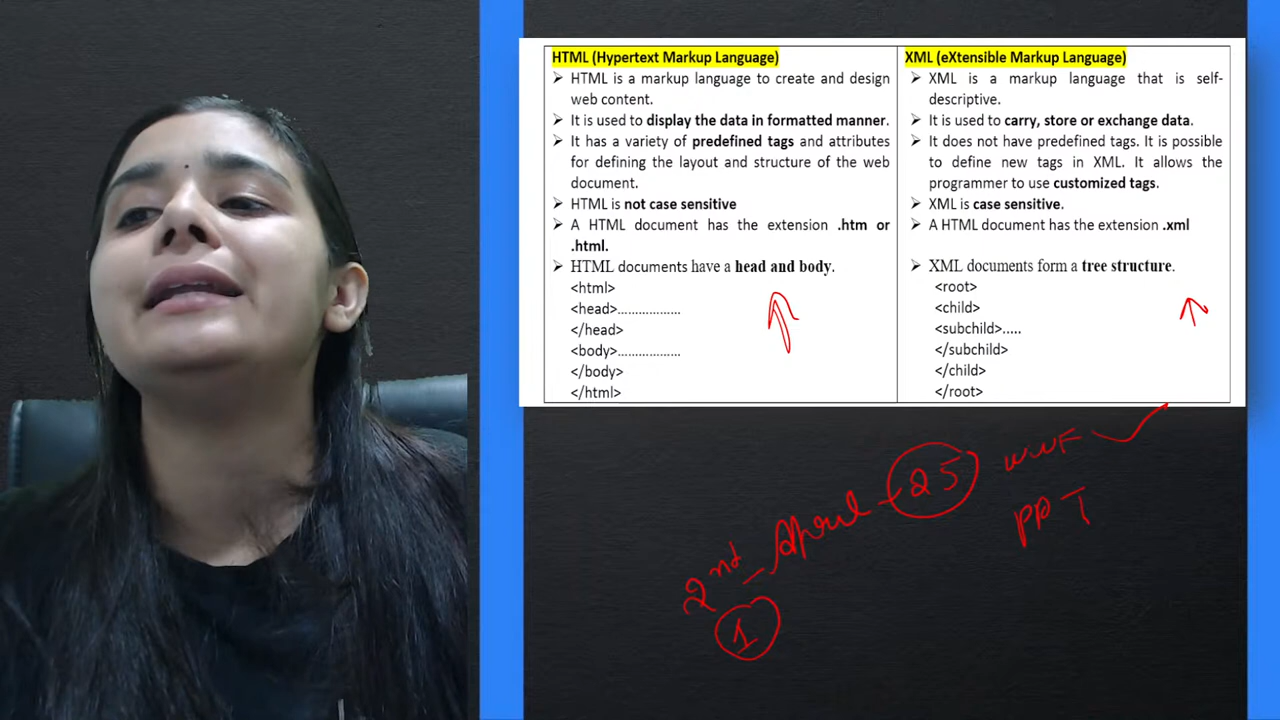 HTML (Hypertext Markup Language)
➢ HTML is a markup language to create and design
web content.
➢ It is used to display the data in formatted manner.
➢ It has a variety of predefined tags and attributes
for defining the layout and structure of the web
document.
➢ HTML is not case sensitive
➢ A HTML document has the extension .htm or
.html.
➢ HTML documents have a head and body.
<html>
<head>.................
</head>
<body>.................
</body>
</html>
XML (eXtensible Markup Language)
➢ XML is a markup language that is self-
descriptive.
➢ It is used to carry, store or exchange data.
➢ It does not have predefined tags. It is possible
to define new tags in XML. It allows the
programmer to use customized tags.
➢ XML is case sensitive.
➢ A HTML document has the extension .xml
➢ XML documents form a tree structure.
<root>
<child>
<subchild>.....
</subchild>
</child>
</root>
2nd - April - 25
1
PPT